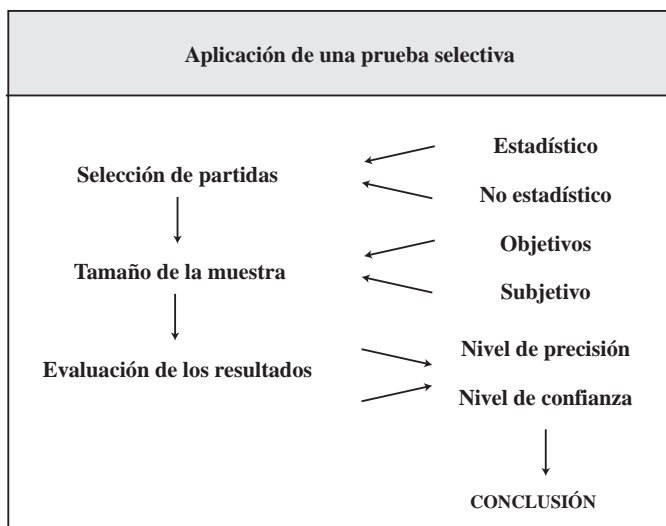 Aplicación de una prueba selectiva
Estadístico
Selección de partidas
No estadístico
Objetivos
Tamaño de la muestra
Subjetivo
Nivel de precisión
Evaluación de los resultados
Nivel de confianza
CONCLUSIÓN